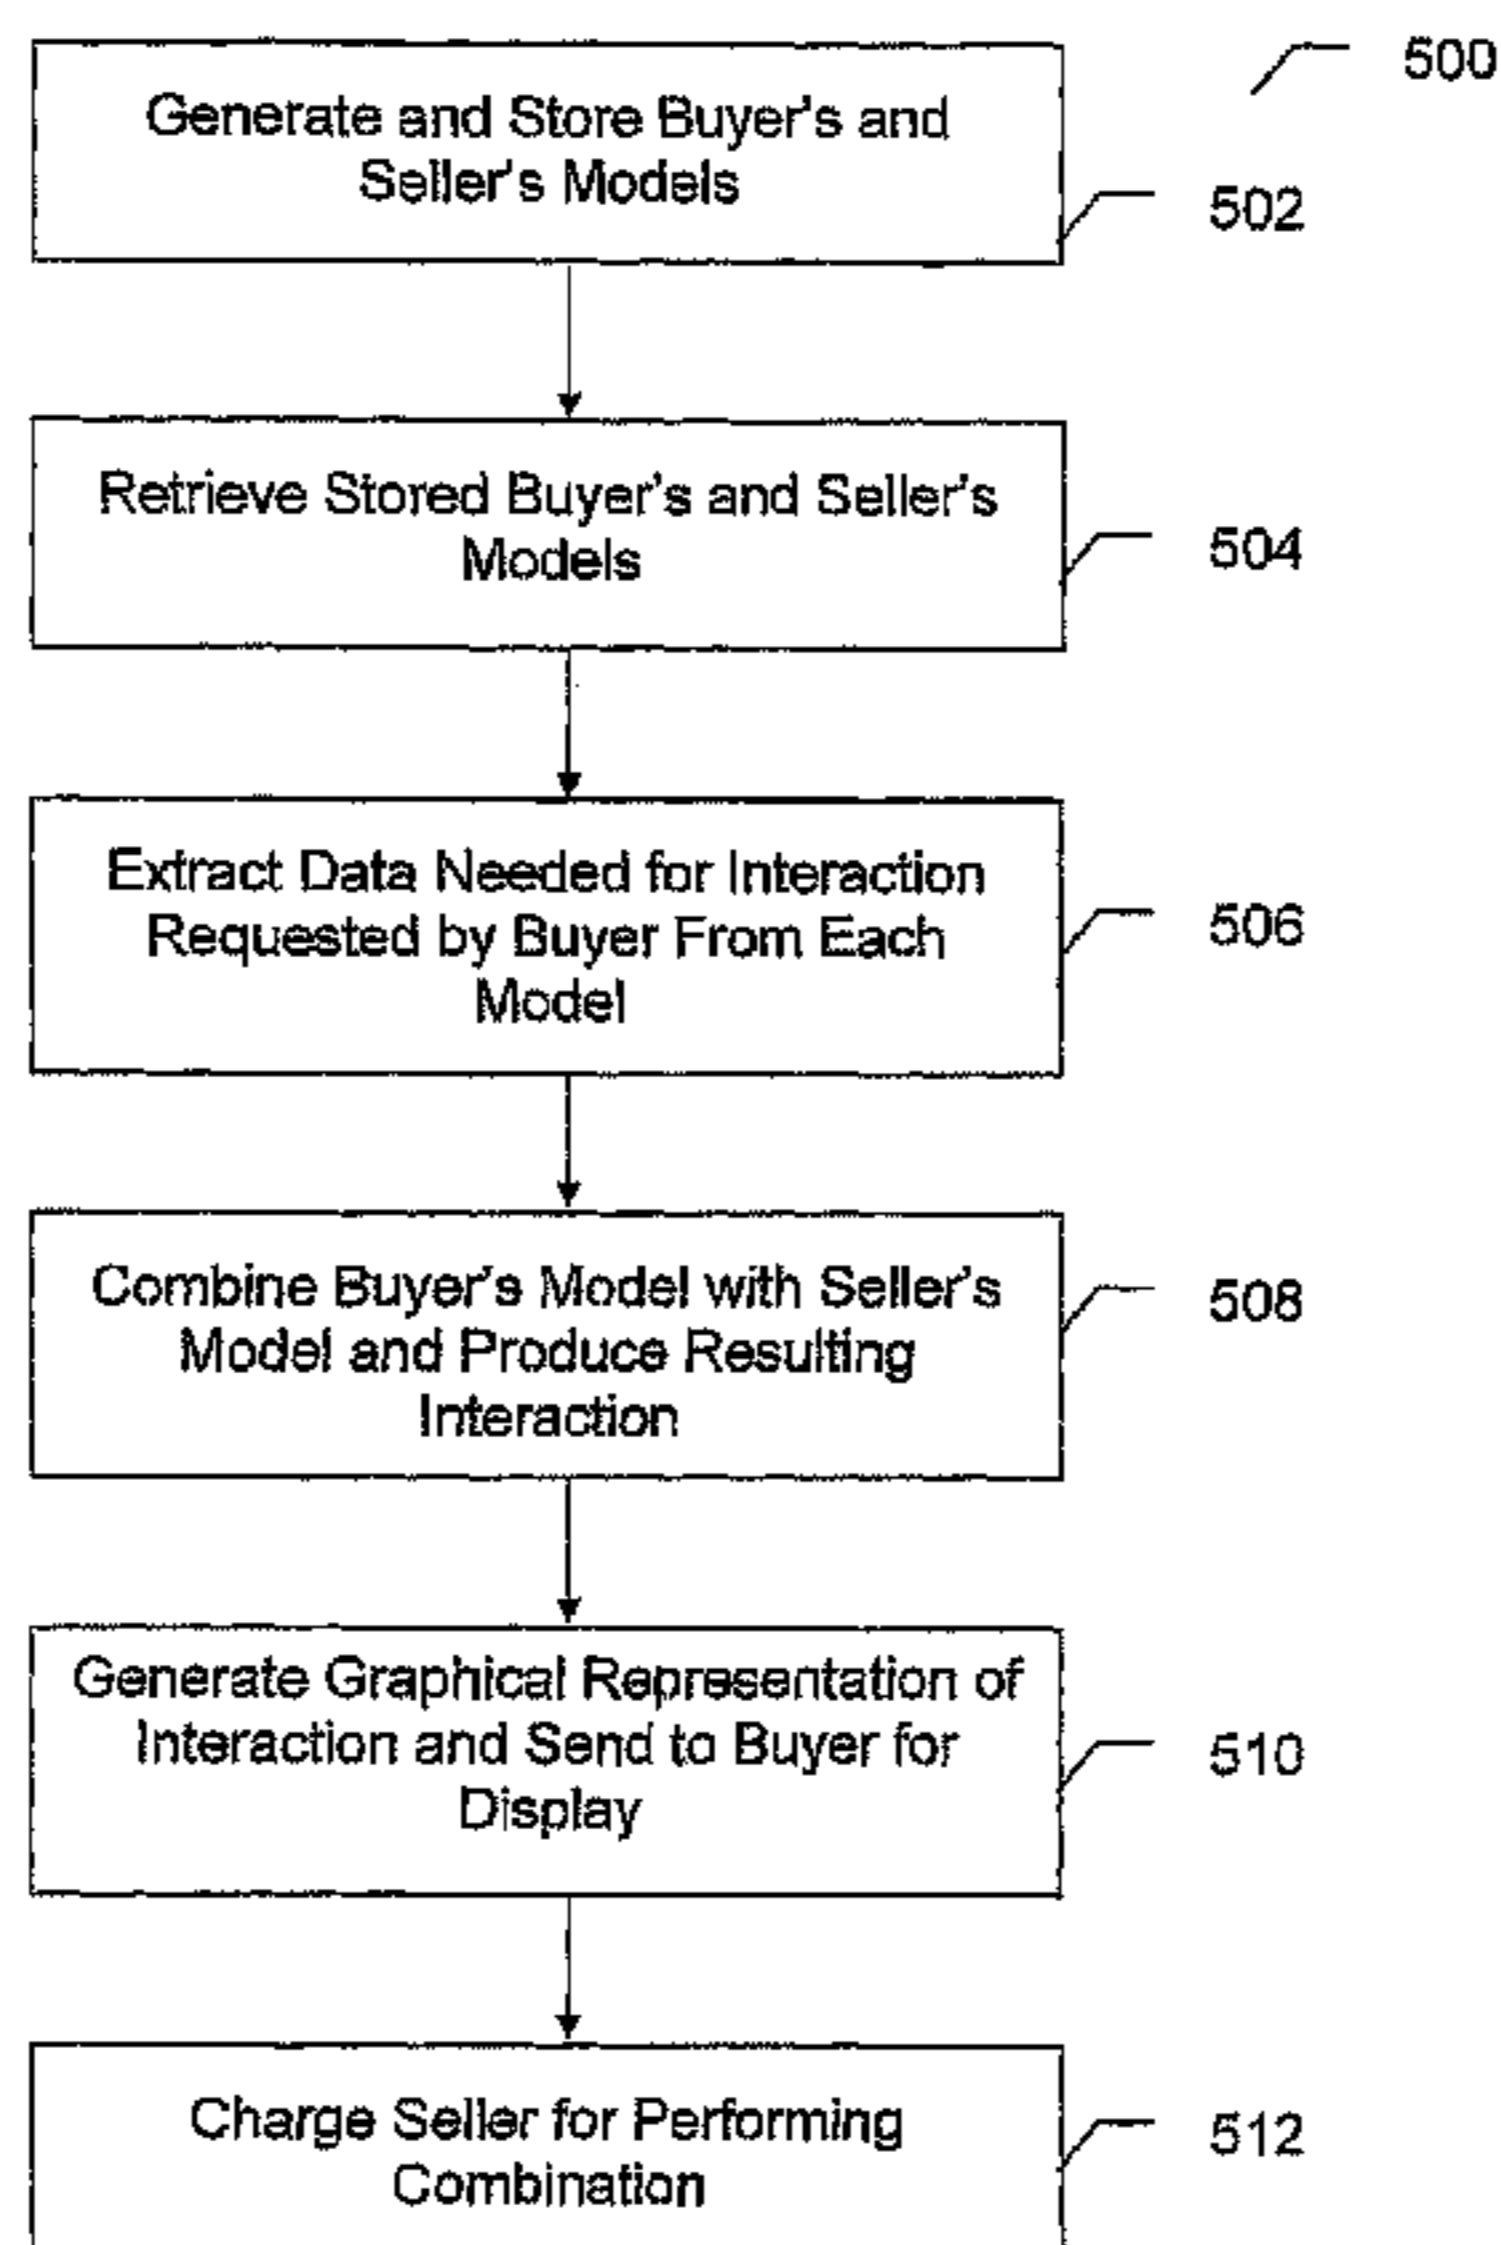 500
Generate and Store Buyer's and
Seller's Models
502
Retrieve Stored Buyer's and Seller's
Models
504
Extract Data Needed for Interaction
Requested by Buyer From Each
Model
506
Combine Buyer's Model with Seller's
Model and Produce Resulting
Interaction
508
Generate Graphical Representation of
Interaction and Send to Buyer for
Display
510
Charge Seller for Performing
Combination
512